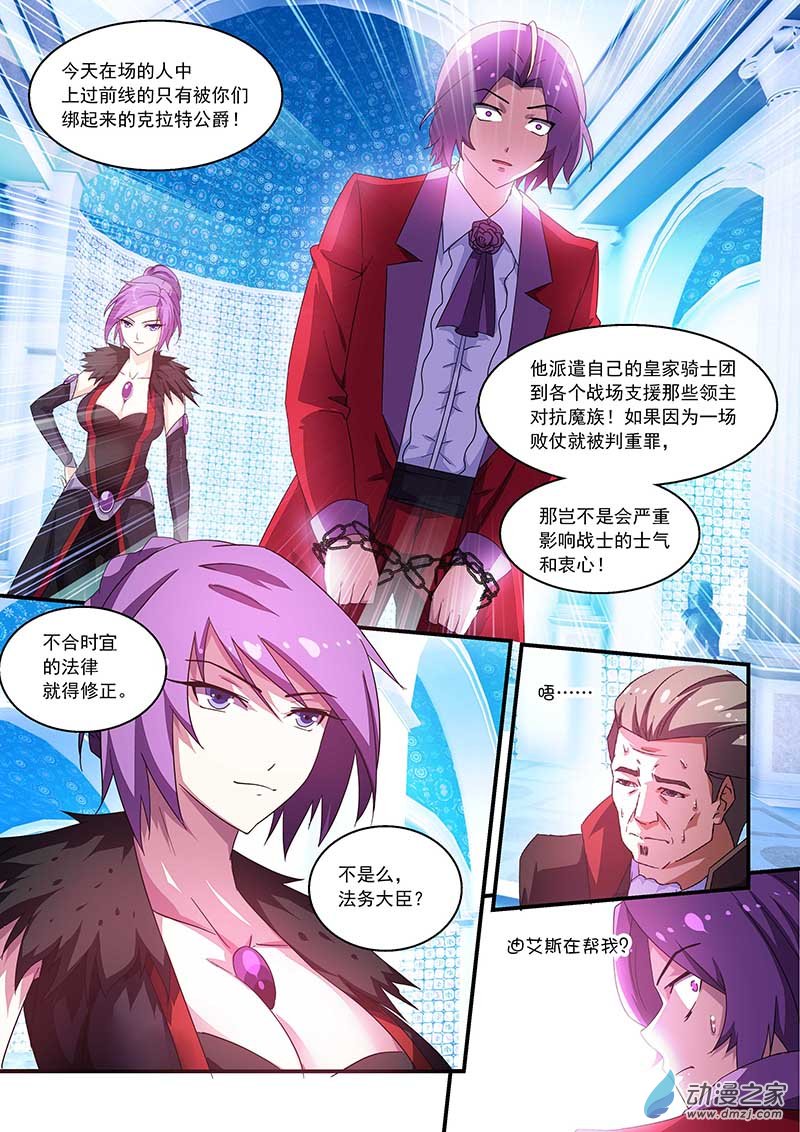 今天在场的人中
上过前线的只有被你们
绑起来的克拉特公爵！
他派遣自己的皇家骑士团
到各个战场支援那些领主
对抗魔族！如果因为一场
败仗就被判重罪，
那岂不是会严重
影响战士的士气
和衷心！
不合时宜
的法律
就得修正。
不是么，
法务大臣？
唔……
迪艾斯在帮我？
动漫之家
www.dmzj.com